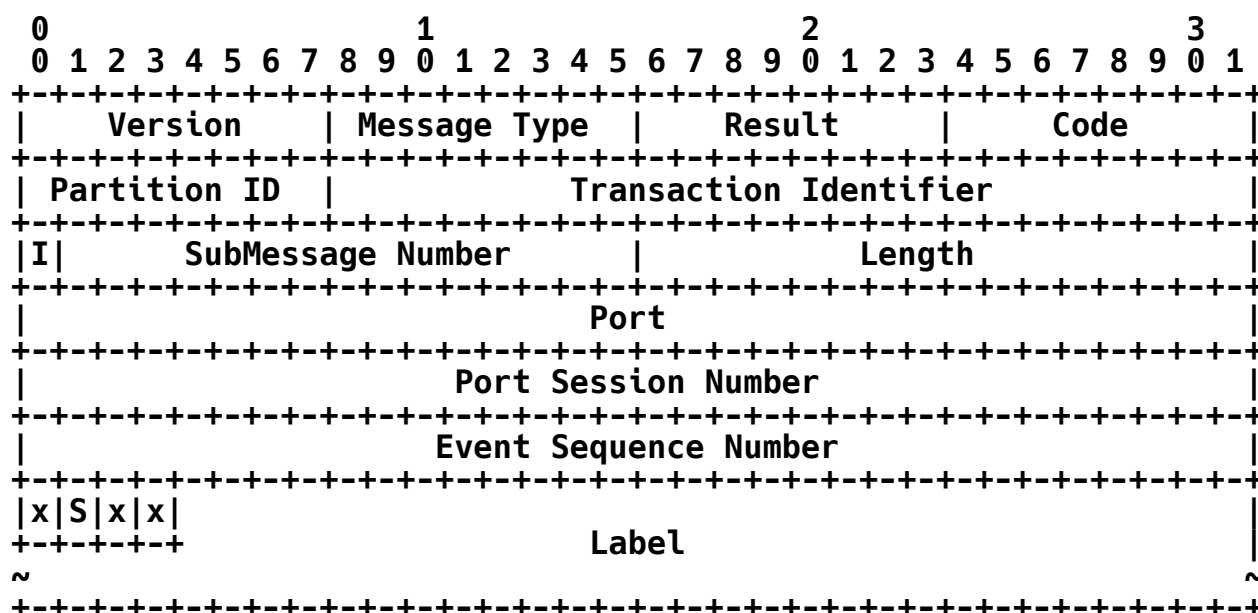 0                   1                   2                   3
 0 1 2 3 4 5 6 7 8 9 0 1 2 3 4 5 6 7 8 9 0 1 2 3 4 5 6 7 8 9 0 1
+-+-+-+-+-+-+-+-+-+-+-+-+-+-+-+-+-+-+-+-+-+-+-+-+-+-+-+-+-+-+-+-+
|    Version    | Message Type  |    Result     |     Code      |
+-+-+-+-+-+-+-+-+-+-+-+-+-+-+-+-+-+-+-+-+-+-+-+-+-+-+-+-+-+-+-+-+
| Partition ID  |            Transaction Identifier             |
+-+-+-+-+-+-+-+-+-+-+-+-+-+-+-+-+-+-+-+-+-+-+-+-+-+-+-+-+-+-+-+-+
|I|      SubMessage Number      |           Length              |
+-+-+-+-+-+-+-+-+-+-+-+-+-+-+-+-+-+-+-+-+-+-+-+-+-+-+-+-+-+-+-+-+
|                             Port                              |
+-+-+-+-+-+-+-+-+-+-+-+-+-+-+-+-+-+-+-+-+-+-+-+-+-+-+-+-+-+-+-+-+
|                      Port Session Number                      |
+-+-+-+-+-+-+-+-+-+-+-+-+-+-+-+-+-+-+-+-+-+-+-+-+-+-+-+-+-+-+-+-+
|                     Event Sequence Number                     |
+-+-+-+-+-+-+-+-+-+-+-+-+-+-+-+-+-+-+-+-+-+-+-+-+-+-+-+-+-+-+-+-+
|x|S|x|x|                                                       |
+-+-+-+-+                     Label                             |
~                                                               ~
+-+-+-+-+-+-+-+-+-+-+-+-+-+-+-+-+-+-+-+-+-+-+-+-+-+-+-+-+-+-+-+-+